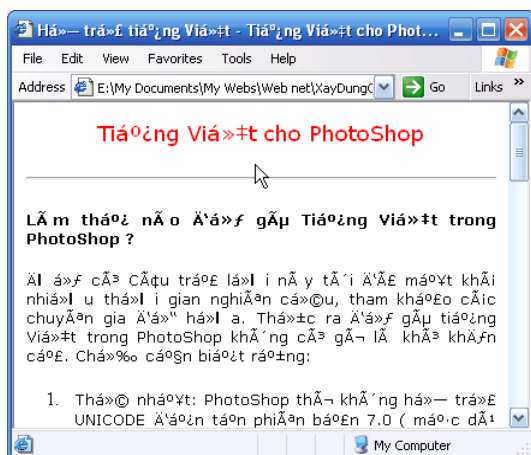 Há»— trá»£ tiáº¿ng Viá»‡t - Tiáº¿ng Viá»‡t cho Phot...
File Edit View Favorites Tools Help
Address E:\My Documents\My Webs\Web net\XayDungC Go Links »
Tiáº¿ng Viá»‡t cho PhotoShop
LÃ m tháº¿ nÃ o Ä‘á»ƒ gÃµ Tiáº¿ng Viá»‡t trong
PhotoShop ?
Äl á»ƒ cÃ³ CÃ¢u tráº£ lá»l i nÃ y tÃ´i Ä‘Ã£ máº¥t khÃi
nhiá»l u thá»l i gian nghiÃªn cá»©u, tham kháº£o cÃ¡c
chuyÃªn gia Ä‘á»“ há»l a. Thá»±c ra Ä‘á»ƒ gÃµ tiáº¿ng
Viá»‡t trong PhotoShop khÃ´ng cÃ³ gÃ¬ lÃ  khÃ³ khÄƒn
cáº£. Chá»‰ cáº§n biáº¿t ráº±ng:
1. Thá»© nháº¥t: PhotoShop thÃ¬ khÃ´ng há»— trá»£
UNICODE Ä‘áº¿n táº­n phiÃªn báº£n 7.0 ( máº·c dÃ¹
My Computer